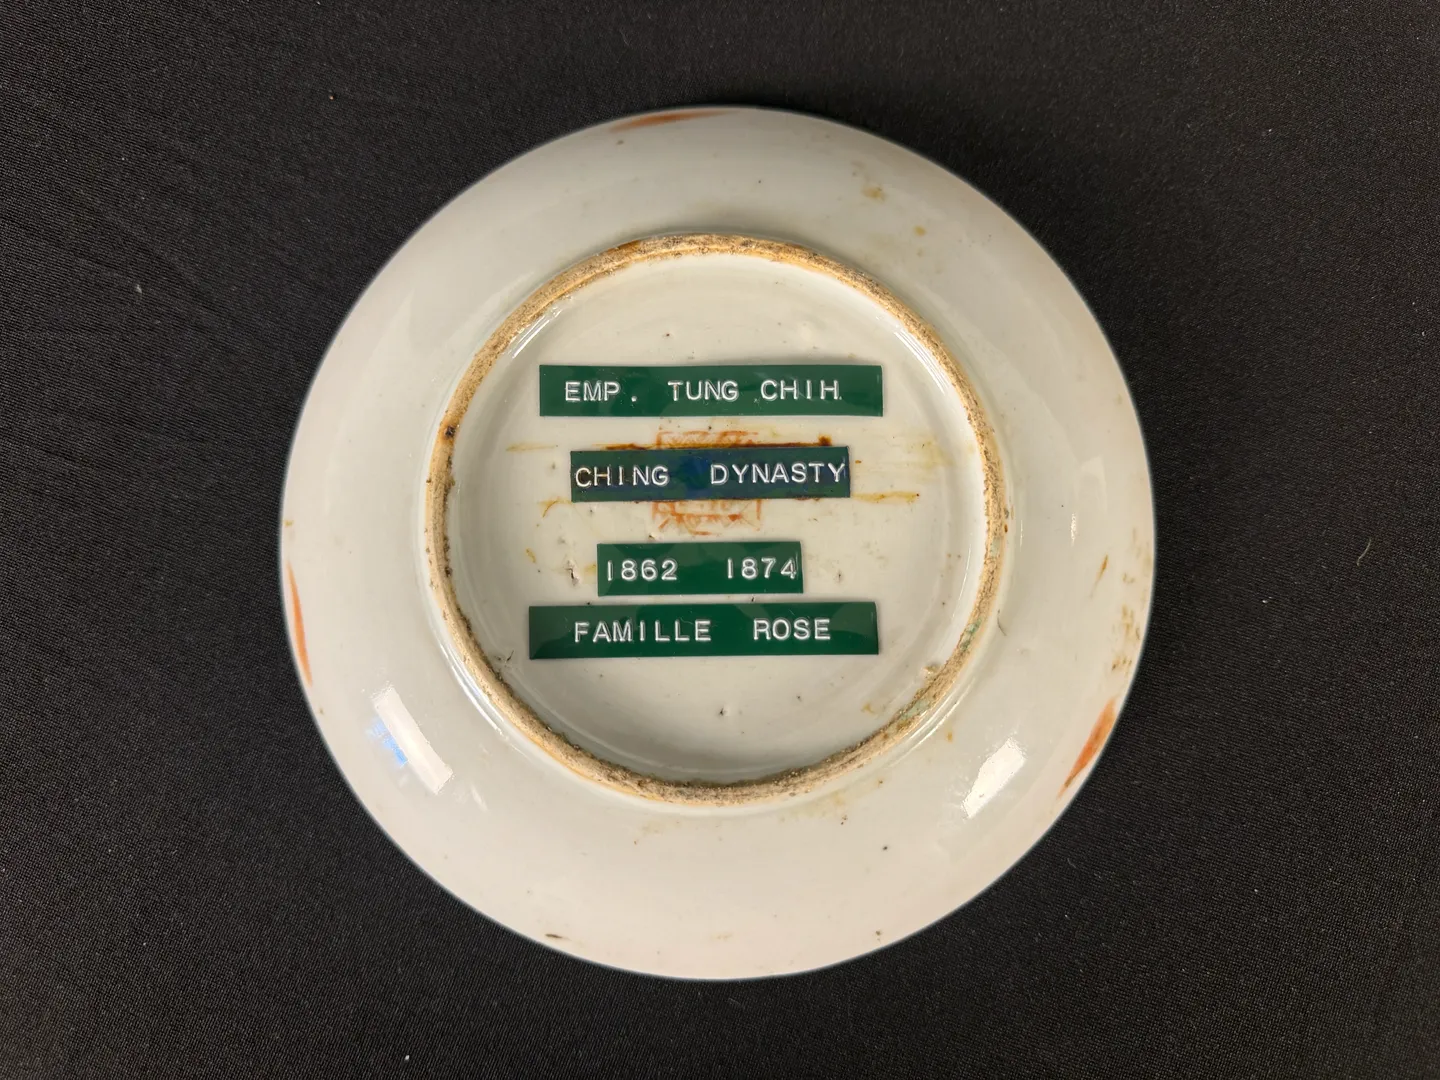 EMP. TUNG CHIH
CHING DYNASTY
1862 1874
FAMILLE ROSE